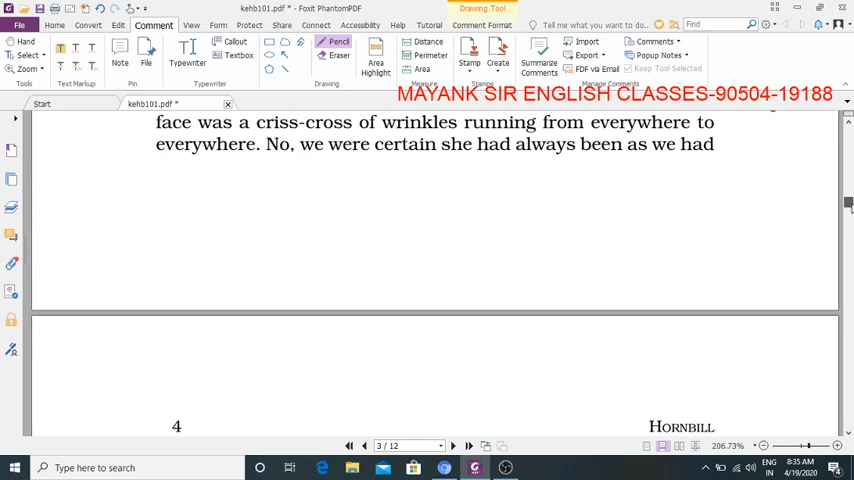 kehb101.pdf * - Foxit PhantomPDF
Drawing Tool
File
Home
Convert
Edit
Comment
View
Form
Protect
Share
Connect
Accessibility
Help
Tutorial
Comment Format
Tell me what you want to do..
Find
Hand
Select
Zoom
Tools
T T T
T T T
Text Markup
Note
File
Pin
Typewriter
Callout
Textbox
Typewriter
Drawing
Pencil
Eraser
Area
Highlight
Distance
Perimeter
Area
Measure
Stamp
Create
Stamps
Summarize
Comments
Import
Export
PDF via Email
Comments
Popup Notes
Keep Tool Selected
Manage Comments
Start
kehb101.pdf *
MAYANK SIR ENGLISH CLASSES-90504-19188
face was a criss-cross of wrinkles running from everywhere to
everywhere. No, we were certain she had always been as we had
4
HORNBILL
3 / 12
206.73%
Type here to search
ENG
IN
8:35 AM
4/19/2020
4